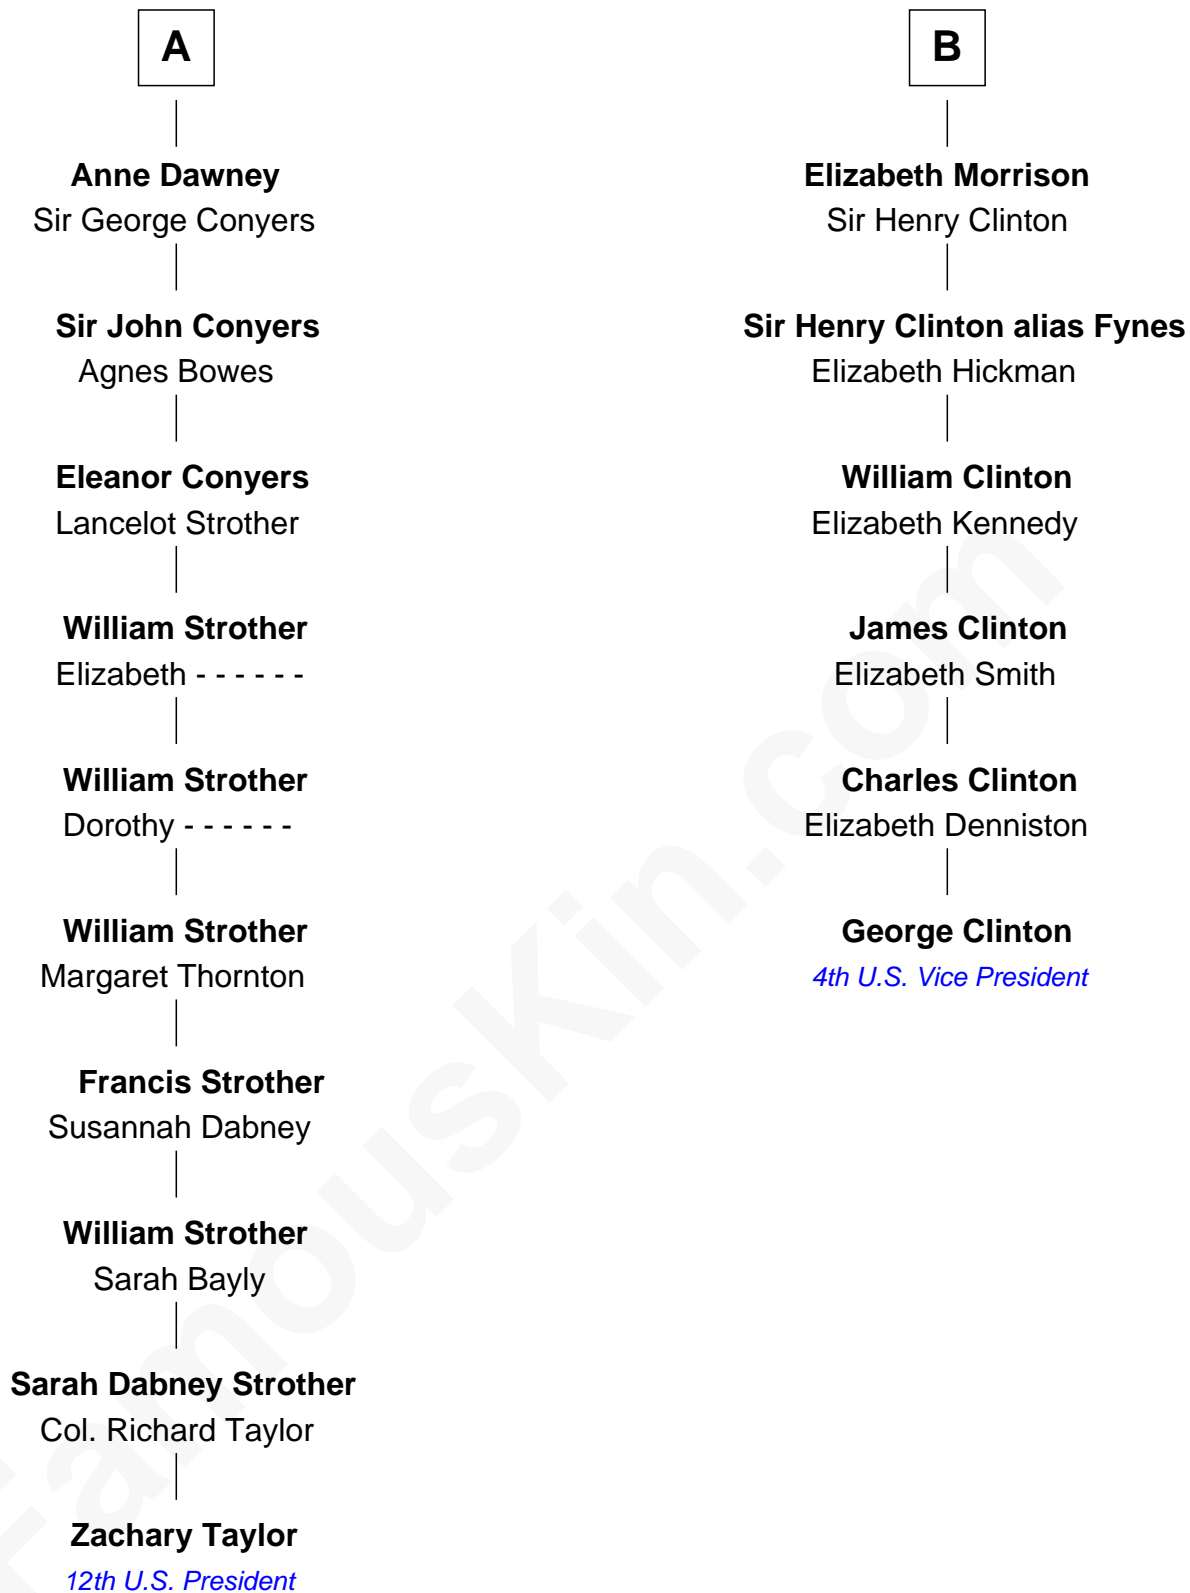 A
Anne Dawney
Sir George Conyers
Sir John Conyers
Agnes Bowes
Eleanor Conyers
Lancelot Strother
William Strother
Elizabeth - - - - - -
William Strother
Dorothy - - - - - -
William Strother
Margaret Thornton
Francis Strother
Susannah Dabney
William Strother
Sarah Bayly
Sarah Dabney Strother
Col. Richard Taylor
Zachary Taylor
12th U.S. President
B
Elizabeth Morrison
Sir Henry Clinton
Sir Henry Clinton alias Fynes
Elizabeth Hickman
William Clinton
Elizabeth Kennedy
James Clinton
Elizabeth Smith
Charles Clinton
Elizabeth Denniston
George Clinton
4th U.S. Vice President
FamousKin.com